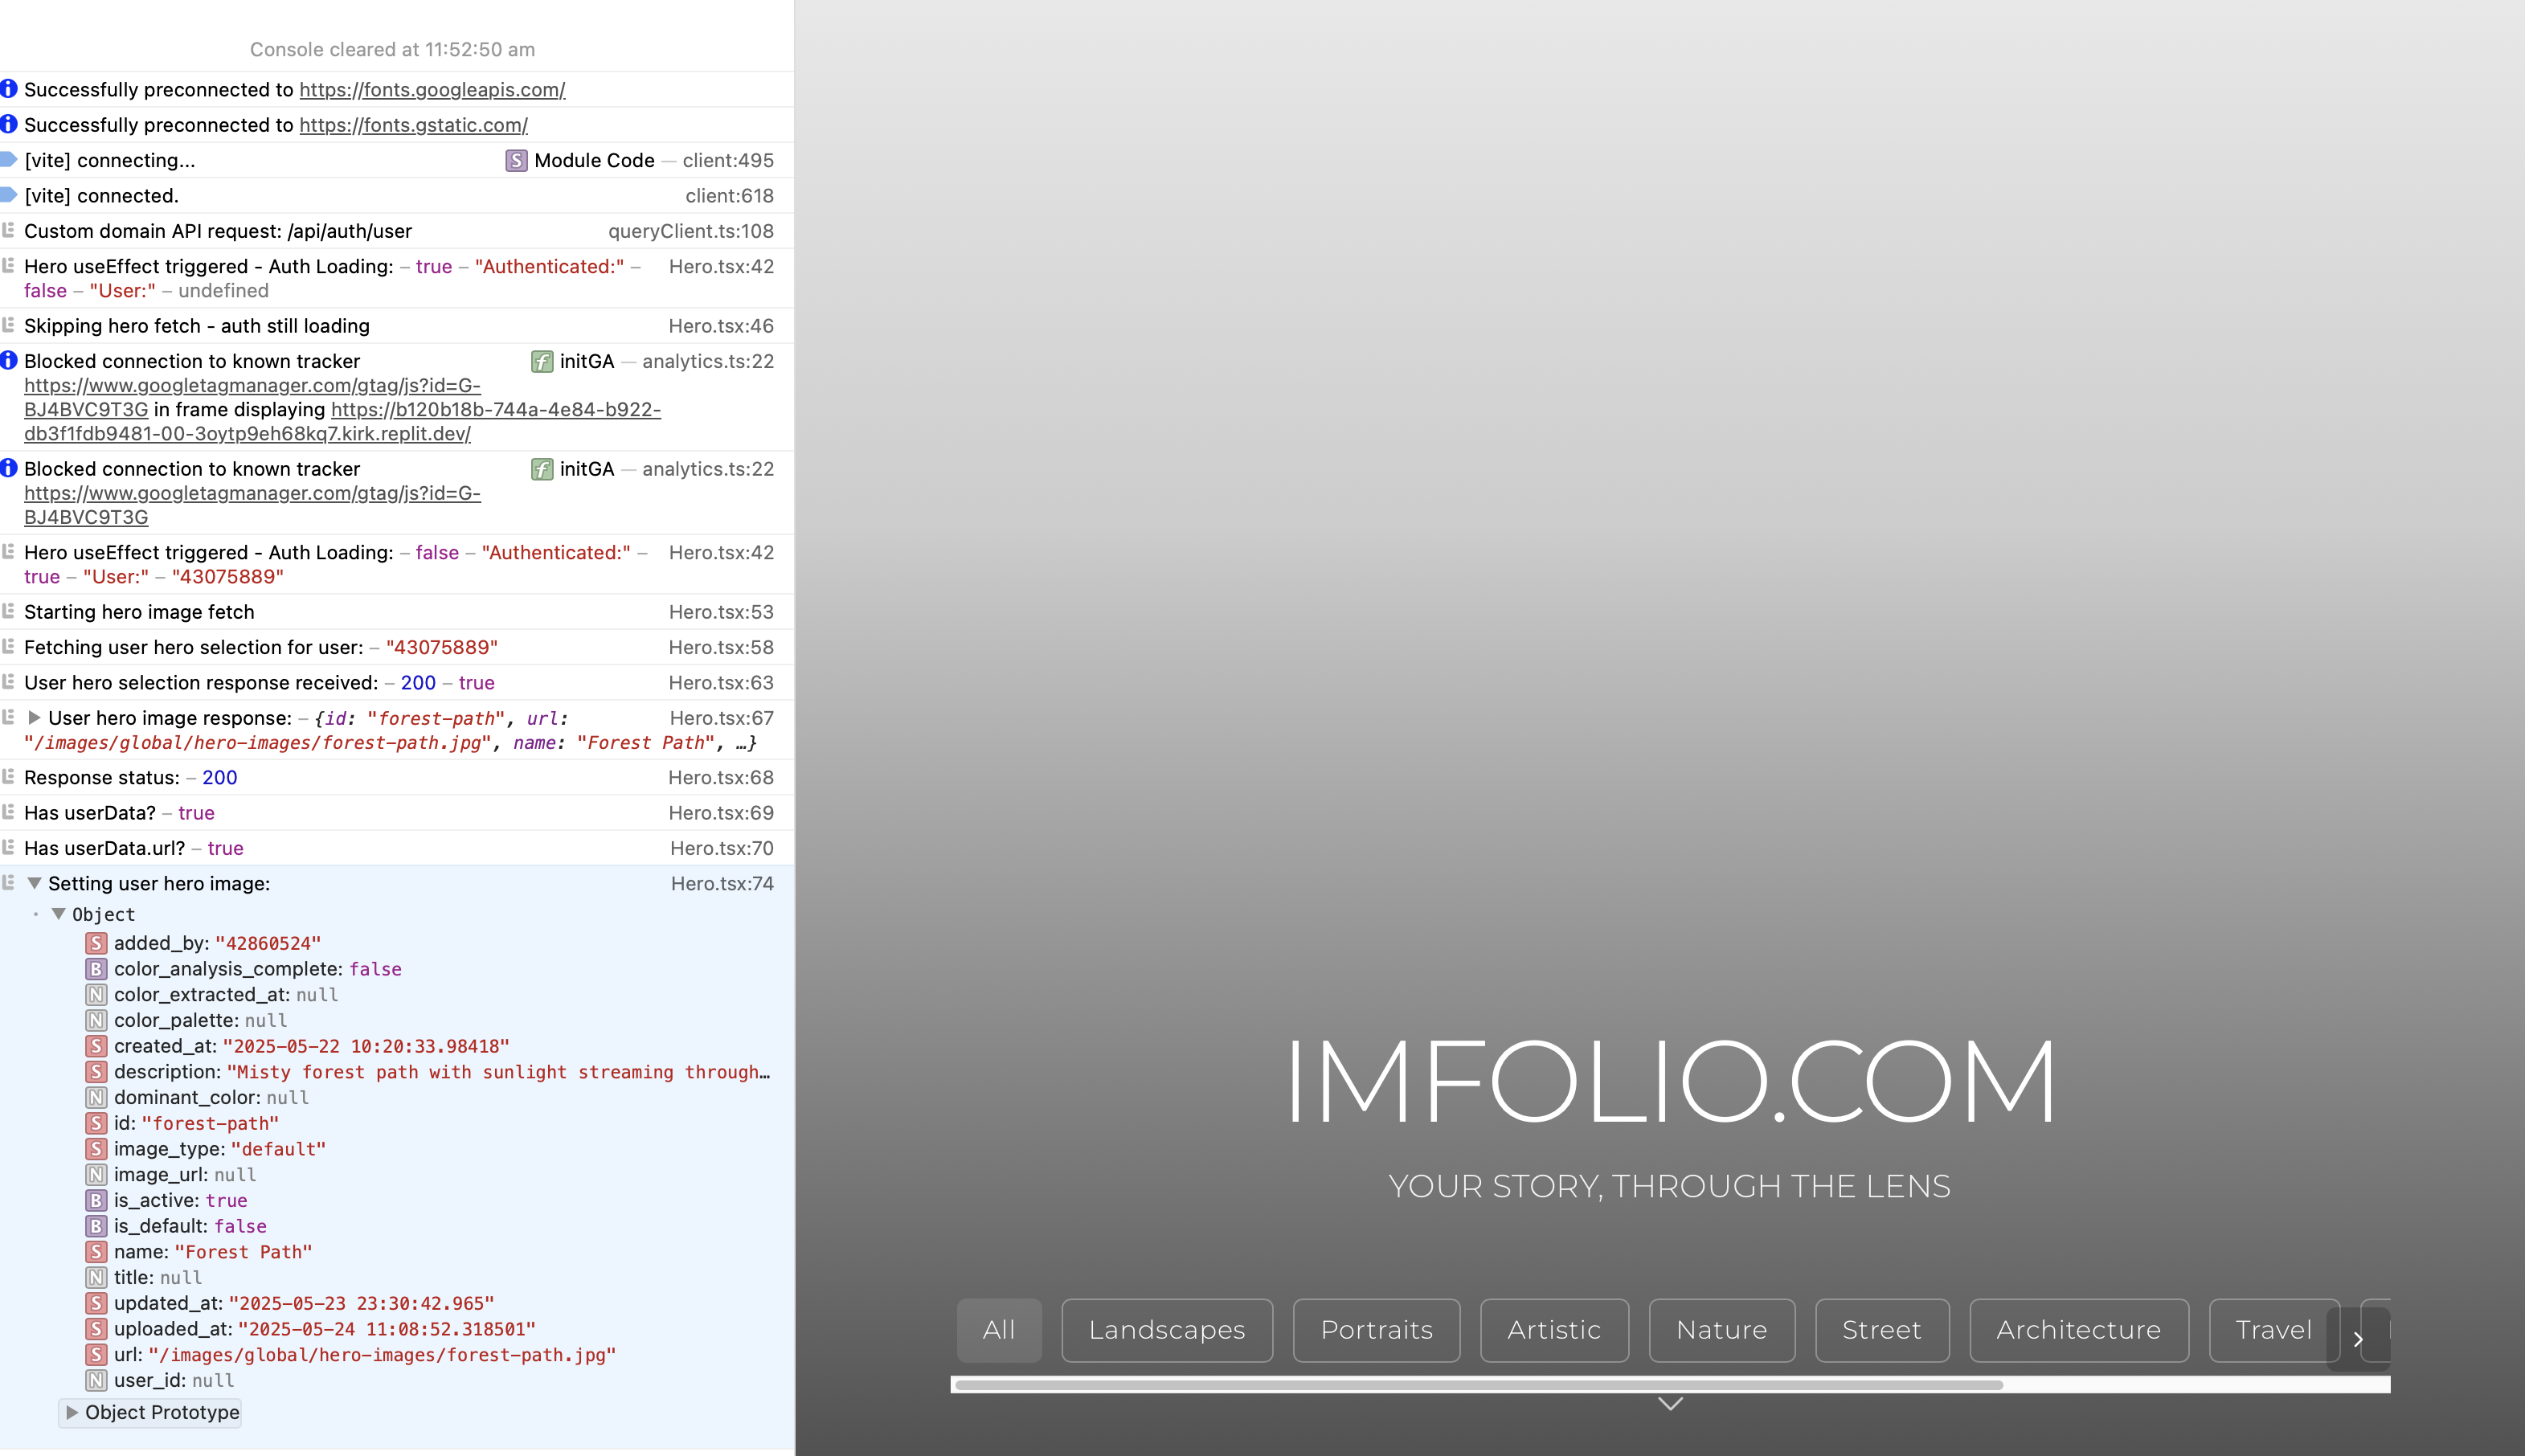 Console cleared at 11:52:50 am
Successfully preconnected to https://fonts.googleapis.com/
Successfully preconnected to https://fonts.gstatic.com/
[vite] connecting... S Module Code — client:495
[vite] connected. client:618
Custom domain API request: /api/auth/user queryClient.ts:108
Hero useEffect triggered - Auth Loading: – true – "Authenticated:" – Hero.tsx:42
false – "User:" – undefined
Skipping hero fetch - auth still loading Hero.tsx:46
Blocked connection to known tracker f initGA — analytics.ts:22
https://www.googletagmanager.com/gtag/js?id=G-
BJ4BVC9T3G in frame displaying https://b120b18b-744a-4e84-b922-
db3f1fdb9481-00-3oytp9eh68kq7.kirk.replit.dev/
Blocked connection to known tracker f initGA — analytics.ts:22
https://www.googletagmanager.com/gtag/js?id=G-
BJ4BVC9T3G
Hero useEffect triggered - Auth Loading: – false – "Authenticated:" – Hero.tsx:42
true – "User:" – "43075889"
Starting hero image fetch Hero.tsx:53
Fetching user hero selection for user: – "43075889" Hero.tsx:58
User hero selection response received: – 200 – true Hero.tsx:63
User hero image response: – {id: "forest-path", url: Hero.tsx:67
"/images/global/hero-images/forest-path.jpg", name: "Forest Path", …}
Response status: – 200 Hero.tsx:68
Has userData? – true Hero.tsx:69
Has userData.url? – true Hero.tsx:70
Setting user hero image: Hero.tsx:74
Object
S added_by: "42860524"
B color_analysis_complete: false
N color_extracted_at: null
N color_palette: null
S created_at: "2025-05-22 10:20:33.98418"
S description: "Misty forest path with sunlight streaming through…
N dominant_color: null
S id: "forest-path"
S image_type: "default"
N image_url: null
B is_active: true
B is_default: false
S name: "Forest Path"
N title: null
S updated_at: "2025-05-23 23:30:42.965"
S uploaded_at: "2025-05-24 11:08:52.318501"
S url: "/images/global/hero-images/forest-path.jpg"
N user_id: null
Object Prototype
IMFOLIO.COM
YOUR STORY, THROUGH THE LENS
All Landscapes Portraits Artistic Nature Street Architecture Travel